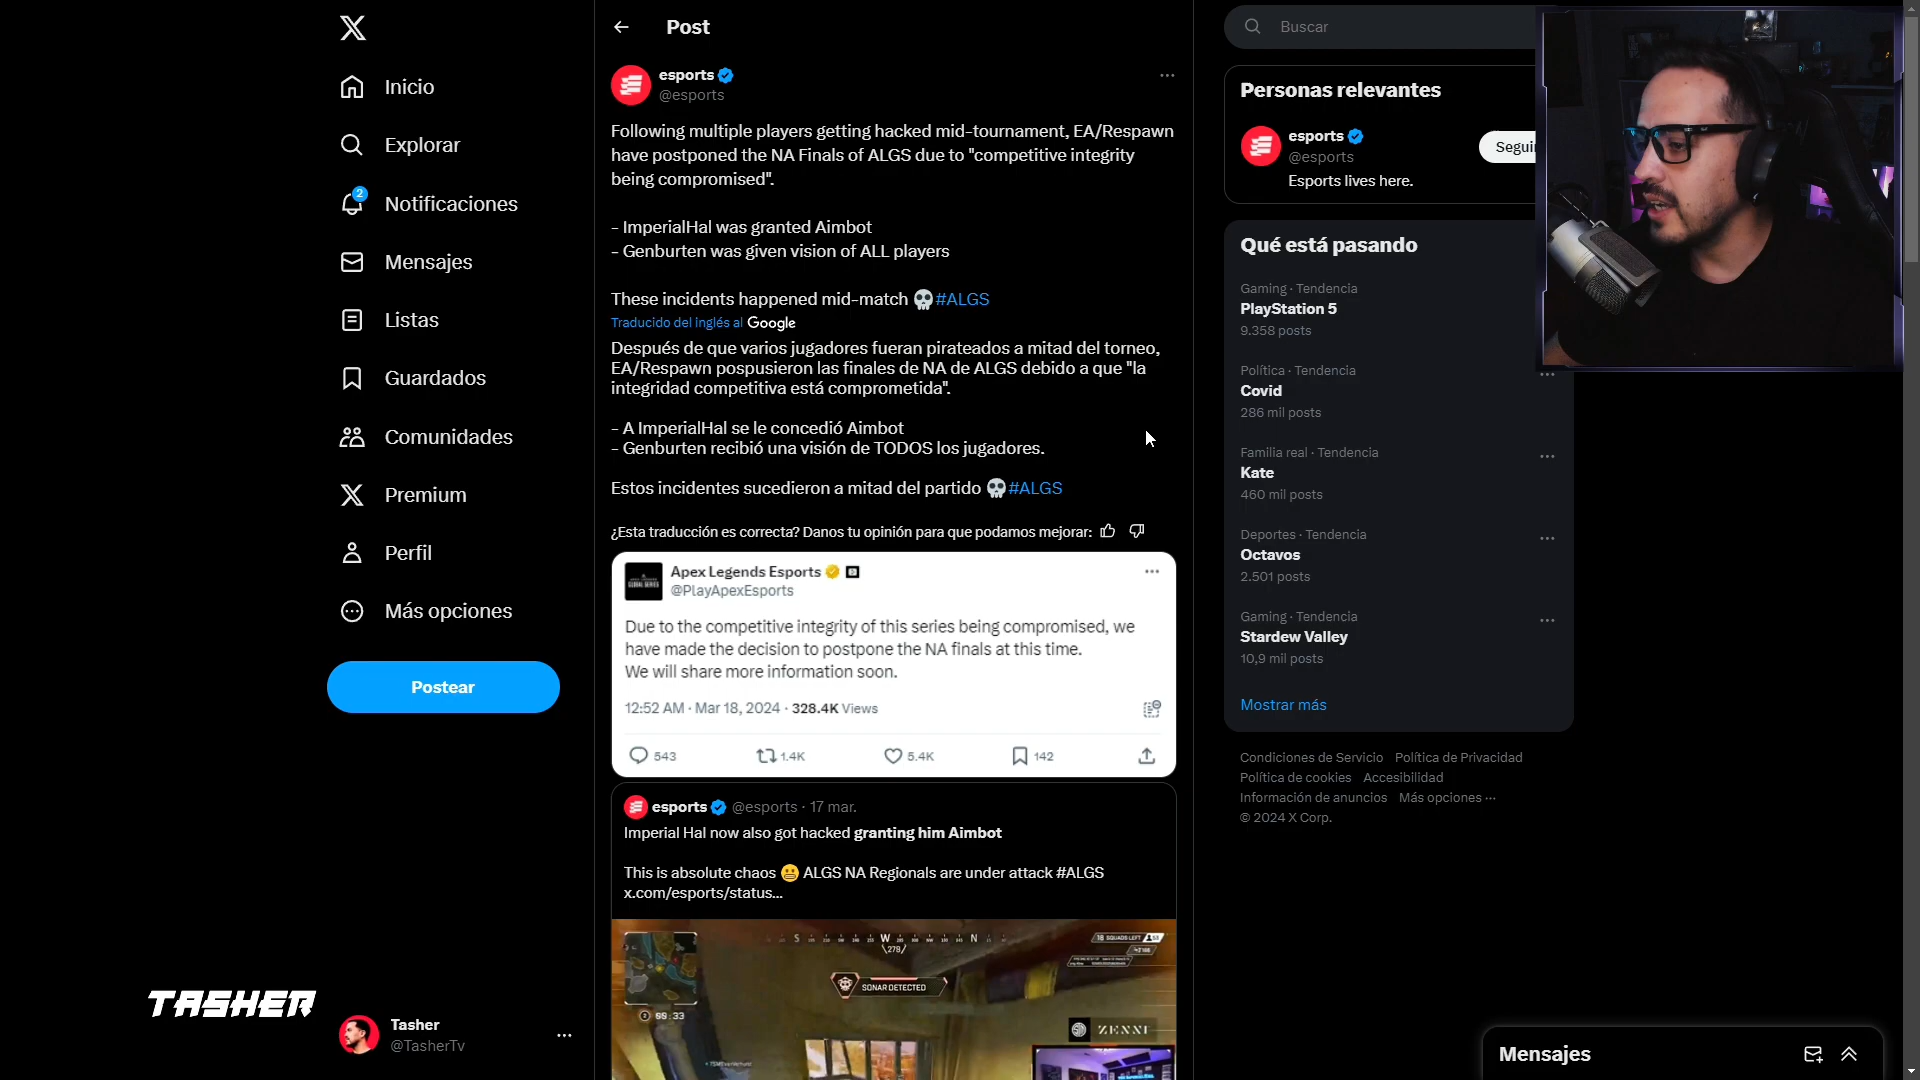 Inicio
Explorar
2
Notificaciones
Mensajes
Listas
Guardados
Comunidades
Premium
Perfil
Más opciones
Postear
TASHER
Tasher
@TasherTv
Post
esports
@esports
Following multiple players getting hacked mid-tournament, EA/Respawn
have postponed the NA Finals of ALGS due to "competitive integrity
being compromised".
- ImperialHal was granted Aimbot
- Genburten was given vision of ALL players
These incidents happened mid-match 💀#ALGS
Traducido del inglés al Google
Después de que varios jugadores fueran pirateados a mitad del torneo,
EA/Respawn pospusieron las finales de NA de ALGS debido a que "la
integridad competitiva está comprometida".
- A ImperialHal se le concedió Aimbot
- Genburten recibió una visión de TODOS los jugadores.
Estos incidentes sucedieron a mitad del partido 💀#ALGS
¿Esta traducción es correcta? Danos tu opinión para que podamos mejorar:
Apex Legends Esports
@PlayApexEsports
Due to the competitive integrity of this series being compromised, we
have made the decision to postpone the NA finals at this time.
We will share more information soon.
12:52 AM · Mar 18, 2024 · 328.4K Views
543 1.4K 5.4K 142
esports @esports · 17 mar.
Imperial Hal now also got hacked granting him Aimbot
This is absolute chaos 😬 ALGS NA Regionals are under attack #ALGS
x.com/esports/status...
S W N
279
18 SQUADS LEFT
SONAR DETECTED
ZENNI
Buscar
Personas relevantes
esports
@esports
Seguir
Esports lives here.
Qué está pasando
Gaming · Tendencia
PlayStation 5
9.358 posts
Política · Tendencia
Covid
286 mil posts
Familia real · Tendencia
Kate
460 mil posts
Deportes · Tendencia
Octavos
2.501 posts
Gaming · Tendencia
Stardew Valley
10,9 mil posts
Mostrar más
Condiciones de Servicio Política de Privacidad
Política de cookies Accesibilidad
Información de anuncios Más opciones ···
© 2024 X Corp.
Mensajes